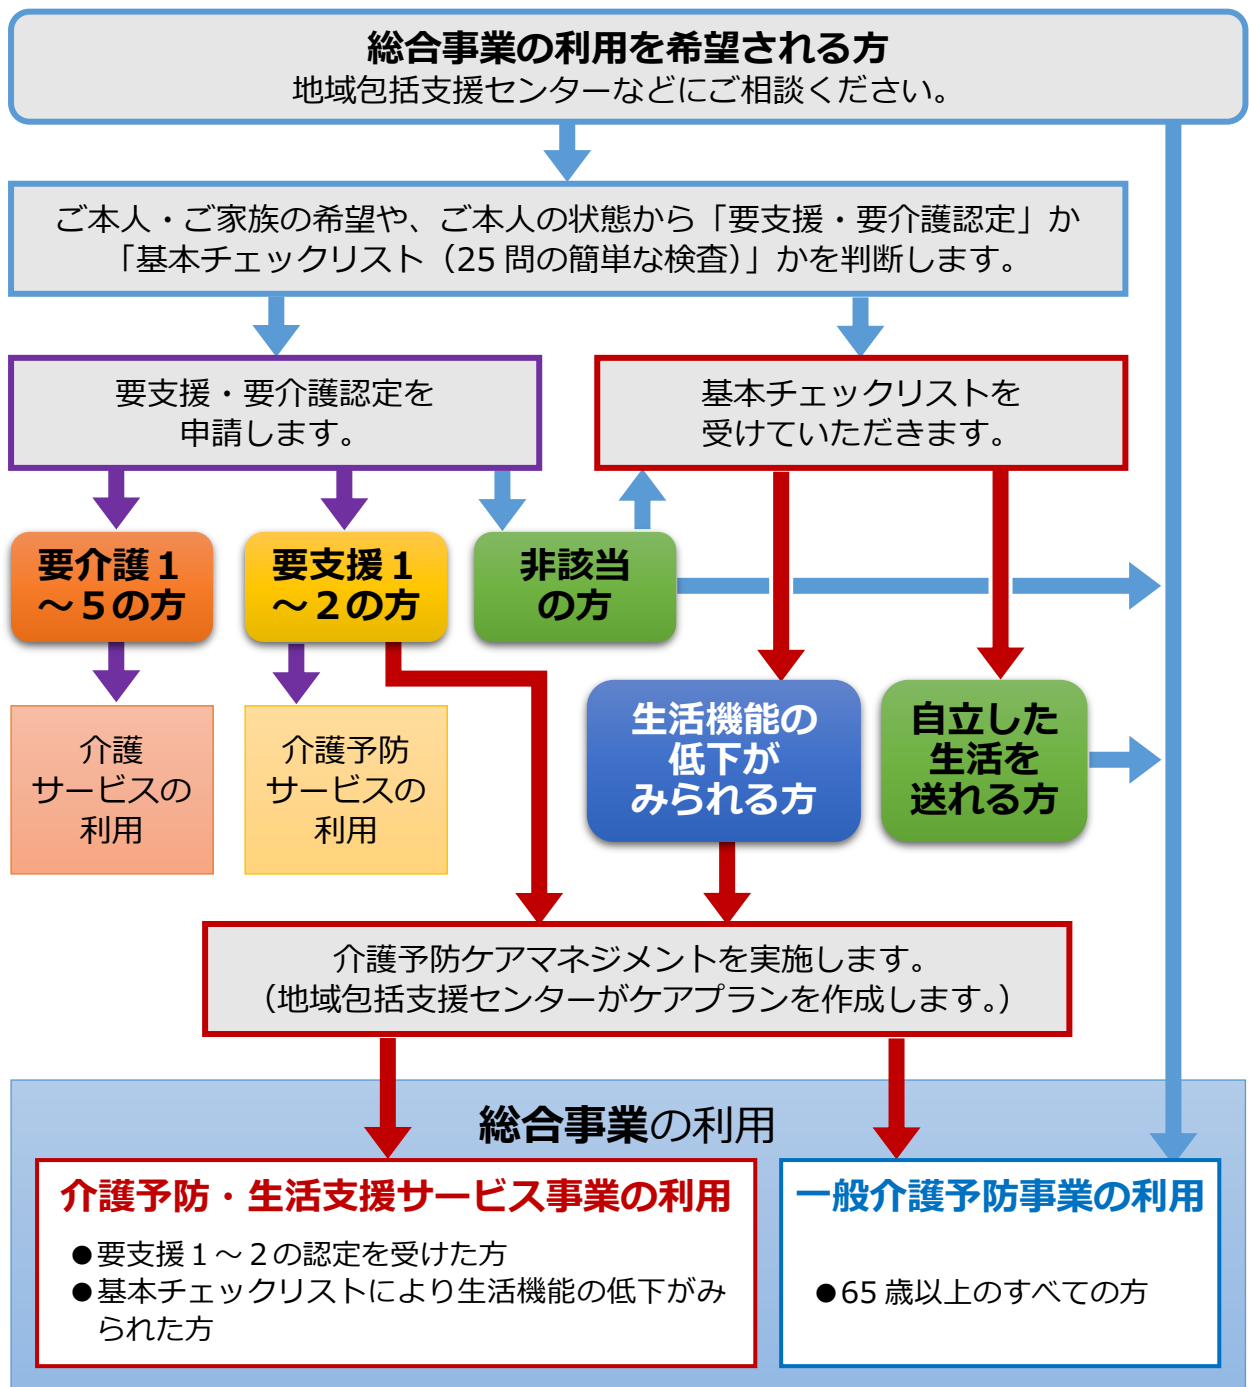 総合事業の利用を希望される方
地域包括支援センターなどにご相談ください。
ご本人・ご家族の希望や、ご本人の状態から「要支援・要介護認定」か
「基本チェックリスト（25問の簡単な検査）」かを判断します。
要支援・要介護認定を
申請します。
基本チェックリストを
受けていただきます。
要介護１
～５の方
要支援１
～２の方
非該当
の方
介護
サービスの
利用
介護予防
サービスの
利用
生活機能の
低下が
みられる方
自立した
生活を
送れる方
介護予防ケアマネジメントを実施します。
（地域包括支援センターがケアプランを作成します。）
総合事業の利用
介護予防・生活支援サービス事業の利用
●要支援１～２の認定を受けた方
●基本チェックリストにより生活機能の低下がみ
られた方
一般介護予防事業の利用
●65歳以上のすべての方